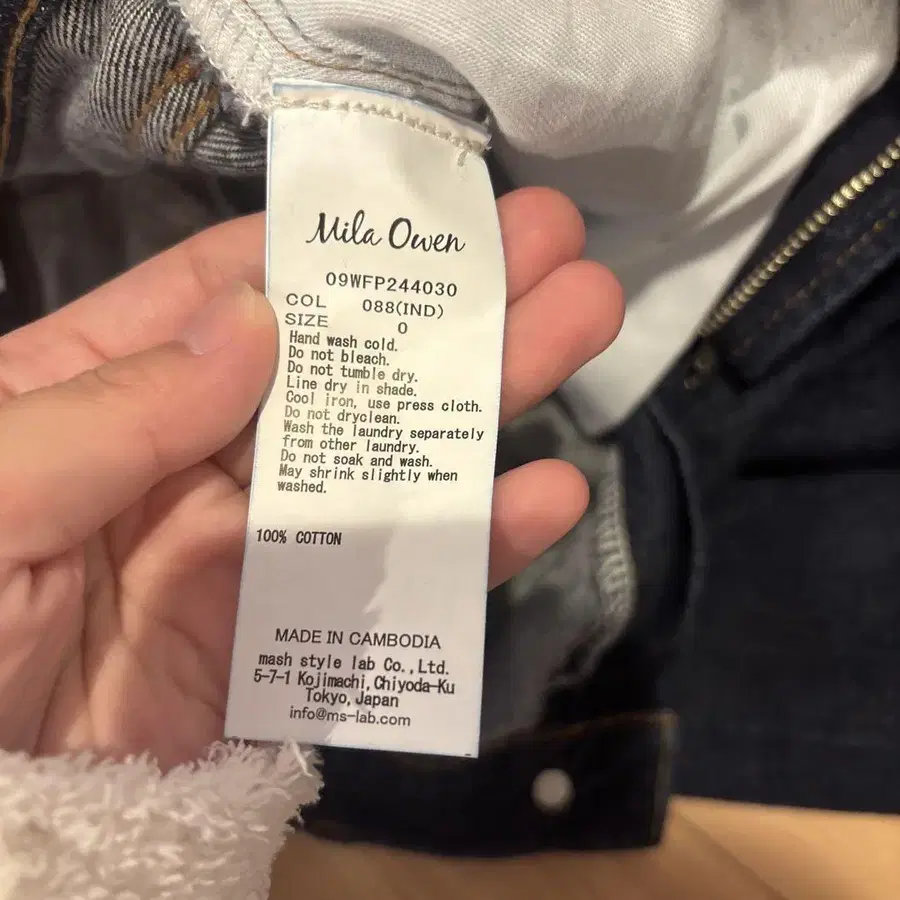 Mila Owen
09WFP244030
COL 088(IND)
SIZE 0
Hand wash cold.
Do not bleach.
Do not tumble dry.
Line dry in shade.
Cool iron, use press cloth.
Do not dryclean.
Wash the laundry separately
from other laundry.
Do not soak and wash.
May shrink slightly when
washed.
100% COTTON
MADE IN CAMBODIA
mash style lab Co.,Ltd.
5-7-1 Kojimachi,Chiyoda-Ku
Tokyo,Japan
info@ms-lab.com